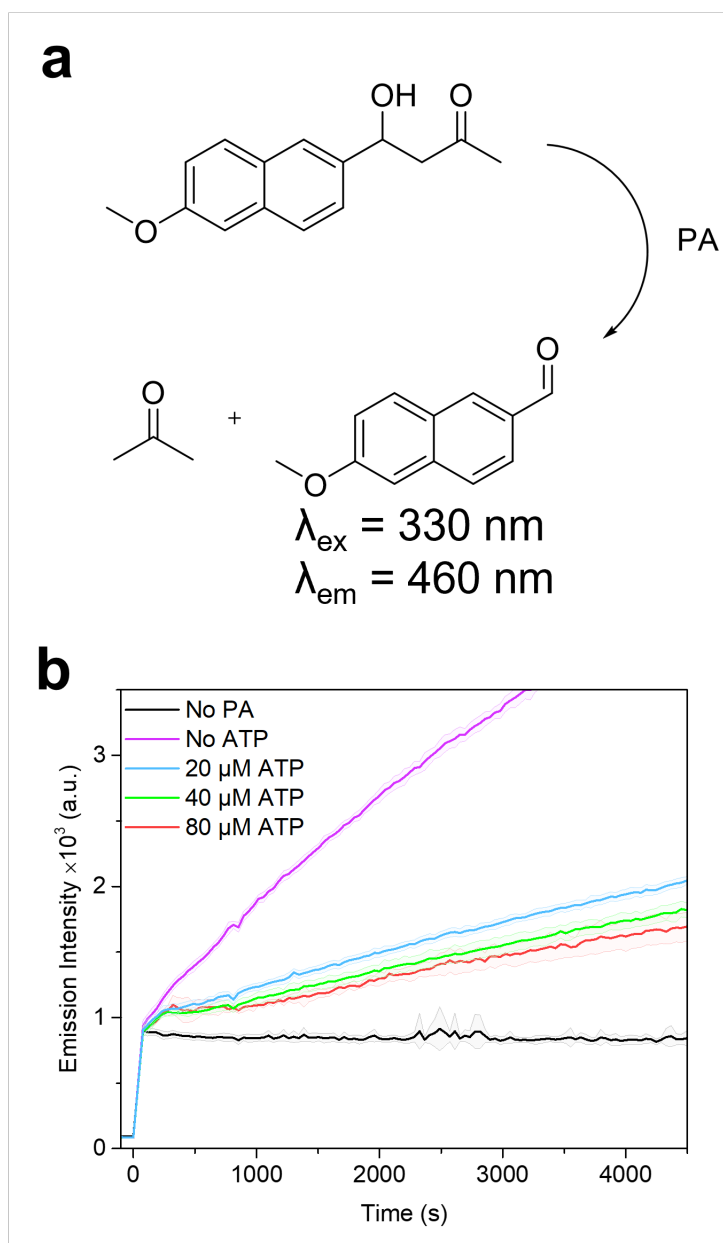 a
OH
O
O
PA
O
O
+
O
λex = 330 nm
λem = 460 nm
b
No PA
No ATP
20 µM ATP
40 µM ATP
80 µM ATP
Emission Intensity ×10³ (a.u.)
3
2
1
0
0 1000 2000 3000 4000
Time (s)